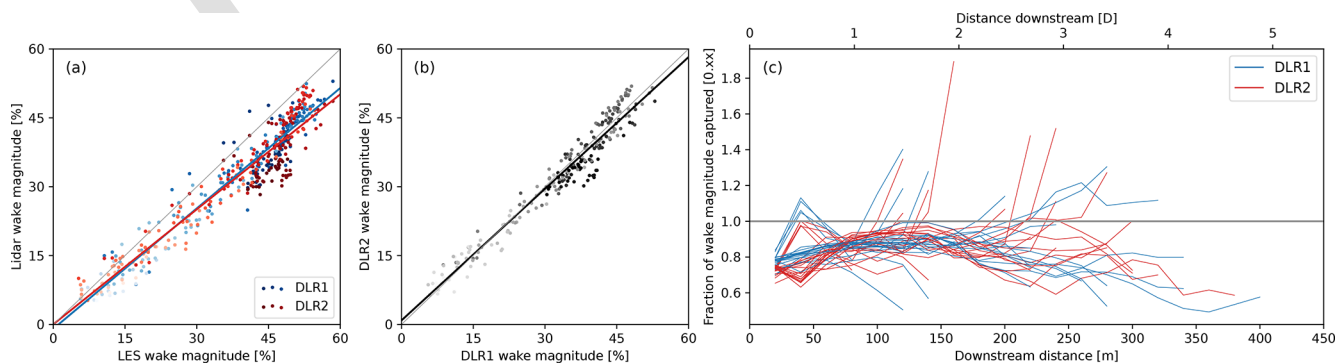 (a)
60
45
30
15
0
Lidar wake magnitude [%]
DLR1
DLR2
0 15 30 45 60
LES wake magnitude [%]
(b)
60
45
30
15
0
DLR2 wake magnitude [%]
0 15 30 45 60
DLR1 wake magnitude [%]
Distance downstream [D]
0 1 2 3 4 5
(c)
DLR1
DLR2
1.8
1.6
1.4
1.2
1.0
0.8
0.6
Fraction of wake magnitude captured [0.xx]
0 50 100 150 200 250 300 350 400 450
Downstream distance [m]